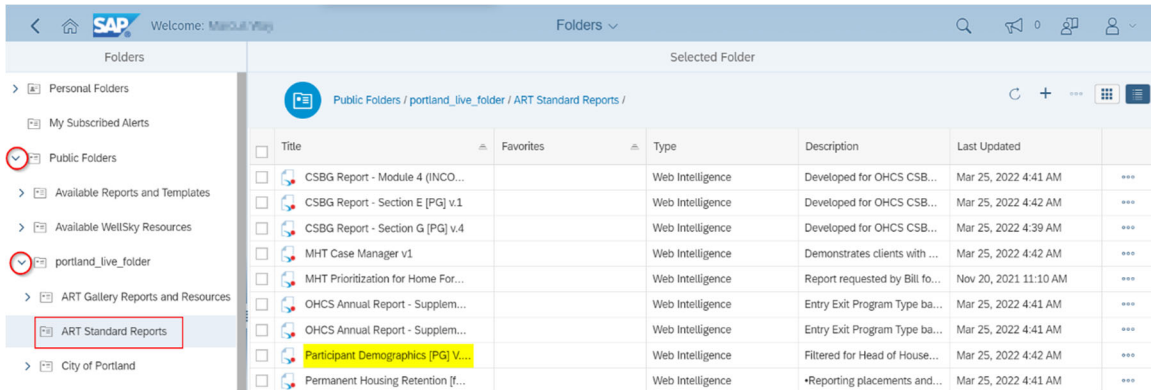 SAP Welcome:
Folders
0
Folders
Selected Folder
Personal Folders
My Subscribed Alerts
Public Folders
Available Reports and Templates
Available WellSky Resources
portland_live_folder
ART Gallery Reports and Resources
ART Standard Reports
City of Portland
Public Folders / portland_live_folder / ART Standard Reports /
Title Favorites Type Description Last Updated
CSBG Report - Module 4 (INCO... Web Intelligence Developed for OHCS CSB... Mar 25, 2022 4:41 AM
CSBG Report - Section E [PG] v.1 Web Intelligence Developed for OHCS CSB... Mar 25, 2022 4:42 AM
CSBG Report - Section G [PG] v.4 Web Intelligence Developed for OHCS CSB... Mar 25, 2022 4:39 AM
MHT Case Manager v1 Web Intelligence Demonstrates clients with ... Mar 25, 2022 4:42 AM
MHT Prioritization for Home For... Web Intelligence Report requested by Bill fo... Nov 20, 2021 11:10 AM
OHCS Annual Report - Supplem... Web Intelligence Entry Exit Program Type ba... Mar 25, 2022 4:41 AM
OHCS Annual Report - Supplem... Web Intelligence Entry Exit Program Type ba... Mar 25, 2022 4:41 AM
Participant Demographics [PG] V.... Web Intelligence Filtered for Head of House... Mar 25, 2022 4:42 AM
Permanent Housing Retention [f... Web Intelligence •Reporting placements and... Mar 25, 2022 4:41 AM